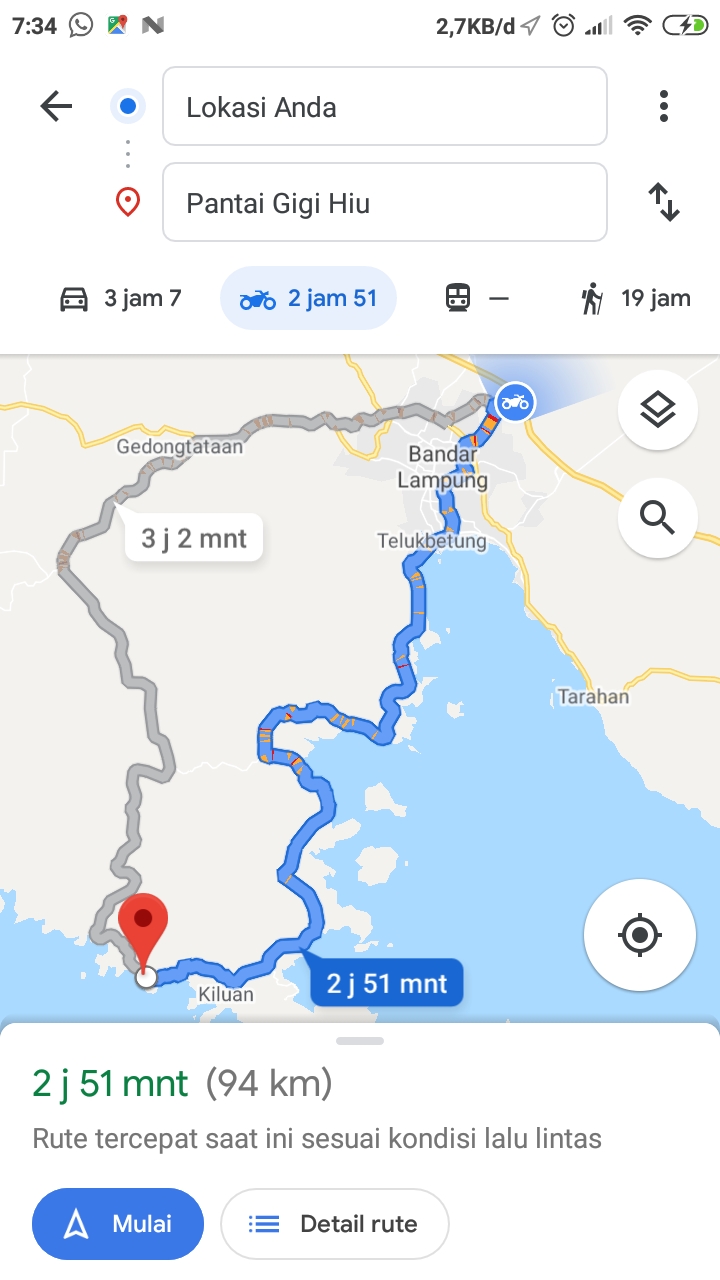 7:34
2,7KB/d
Lokasi Anda
Pantai Gigi Hiu
3 jam 7
2 jam 51
—
19 jam
Gedongtataan
Bandar
Lampung
3 j 2 mnt
Telukbetung
Tarahan
2 j 51 mnt
Kiluan
2 j 51 mnt (94 km)
Rute tercepat saat ini sesuai kondisi lalu lintas
Mulai
Detail rute